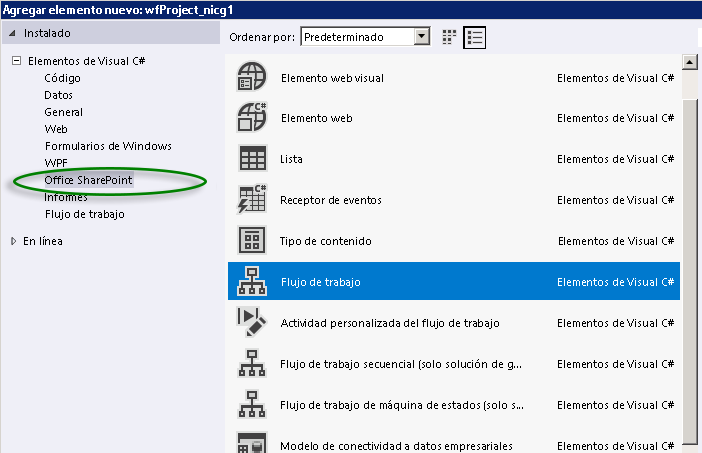 Agregar elemento nuevo: wfProject_nicg1
Instalado
Ordenar por: Predeterminado
Elementos de Visual C#
Código
Datos
General
Web
Formularios de Windows
WPF
Office SharePoint
Informes
Flujo de trabajo
En línea
Elemento web visual Elementos de Visual C#
Elemento web Elementos de Visual C#
Lista Elementos de Visual C#
Receptor de eventos Elementos de Visual C#
Tipo de contenido Elementos de Visual C#
Flujo de trabajo Elementos de Visual C#
Actividad personalizada del flujo de trabajo Elementos de Visual C#
Flujo de trabajo secuencial (solo solución de g... Elementos de Visual C#
Flujo de trabajo de máquina de estados (solo s... Elementos de Visual C#
Modelo de conectividad a datos empresariales Elementos de Visual C#